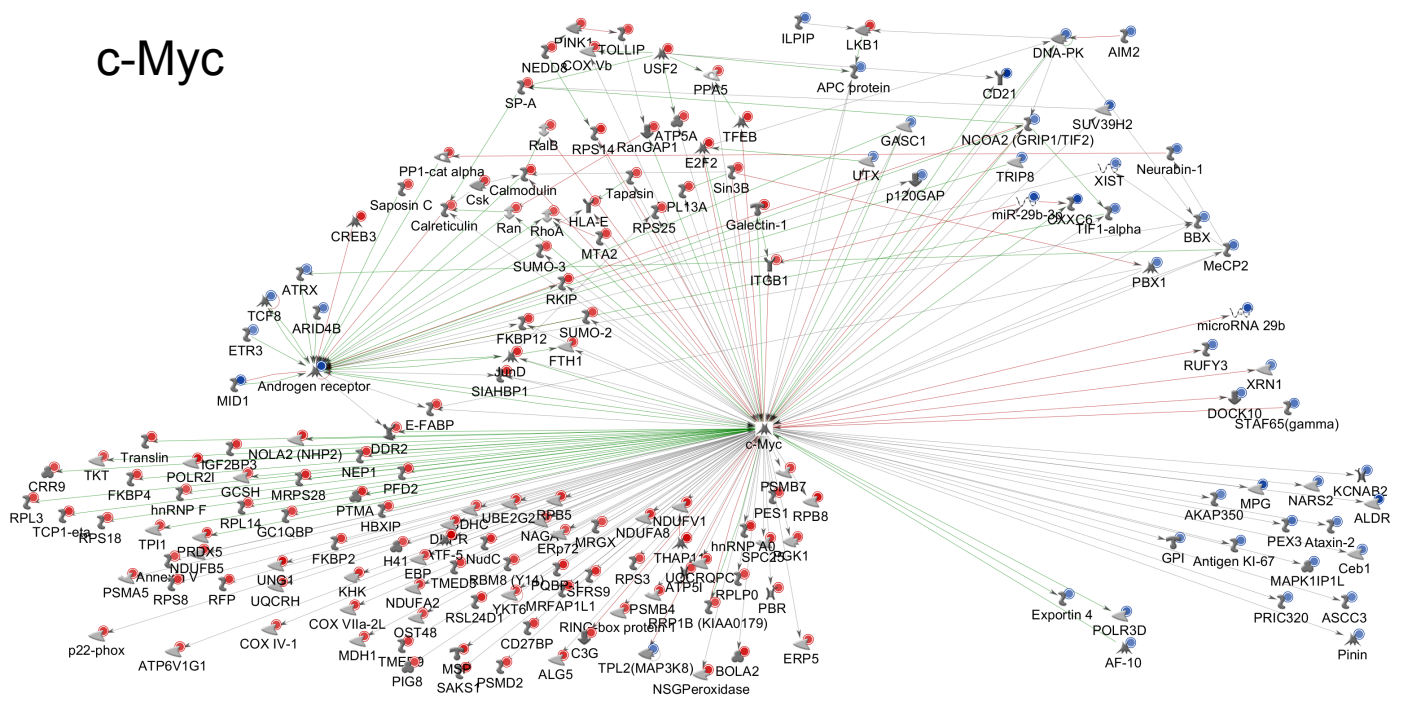 c-Myc
PINK1
TOLLIP
ILPIP
LKB1
DNA-PK
AIM2
NEDD8
COX Vb
USF2
PPA5
APC protein
CD21
SP-A
SUV39H2
RalB
RPS14
RanGAP1
ATP5A
TFEB
GASC1
NCOA2 (GRIP1/TIF2)
E2F2
PP1-cat alpha
UTX
TRIP8
XIST
Neurabin-1
Saposin C
Csk
Calmodulin
Tapasin
Sin3B
p120GAP
Calreticulin
Ran
RhoA
HLA-E
RPS25
Galectin-1
miR-29b-3p
TIF1-alpha
BBX
CREB3
MTA2
SUMO-3
ITGB1
MeCP2
ATRX
RKIP
PBX1
TCF8
ARID4B
ETR3
FKBP12
SUMO-2
microRNA 29b
FTH1
JunD
RUFY3
Androgen receptor
MID1
SIAHBP1
XRN1
DOCK10
STAF65(gamma)
E-FABP
c-Myc
Translin
NOLA2 (NHP2)
DDR2
TKT
POLR2I
IGF2BP3
NEP1
CRR9
FKBP4
GCSH
MRPS28
PFD2
PSMB7
KCNAB2
hnRNP F
PTMA
MPG
NARS2
RPL3
RPL14
GC1QBP
HBXIP
UBE2G2
RPB5
NDUFV1
PES1
RPB8
AKAP350
ALDR
TCP1-eta
RPS18
TPI1
NDUFA8
PEX3
Ataxin-2
PRDX5
FKBP2
H41
NudC
ERp72
MRGX
THAP11
hnRNP A0
SPC25
PGK1
GPI
Antigen KI-67
Ceb1
Annexin V
NDUFB5
UNG1
EBP
TMED9
RBM8 (Y14)
RPS3
UQCRQPC
MAPK1IP1L
PSMA5
RPS8
RFP
UQCRH
KHK
NDUFA2
YKT6
SFRS9
ATP5I
RPLP0
PBR
Exportin 4
PRIC320
ASCC3
COX VIIa-2L
RSL24D1
MRFAP1L1
PSMB4
POLR3D
OST48
CD27BP
RRP1B (KIAA0179)
p22-phox
ATP6V1G1
COX IV-1
MDH1
MSP
C3G
TPL2(MAP3K8)
ERP5
AF-10
Pinin
PIG8
SAKS1
PSMD2
ALG5
BOLA2
NSGPeroxidase